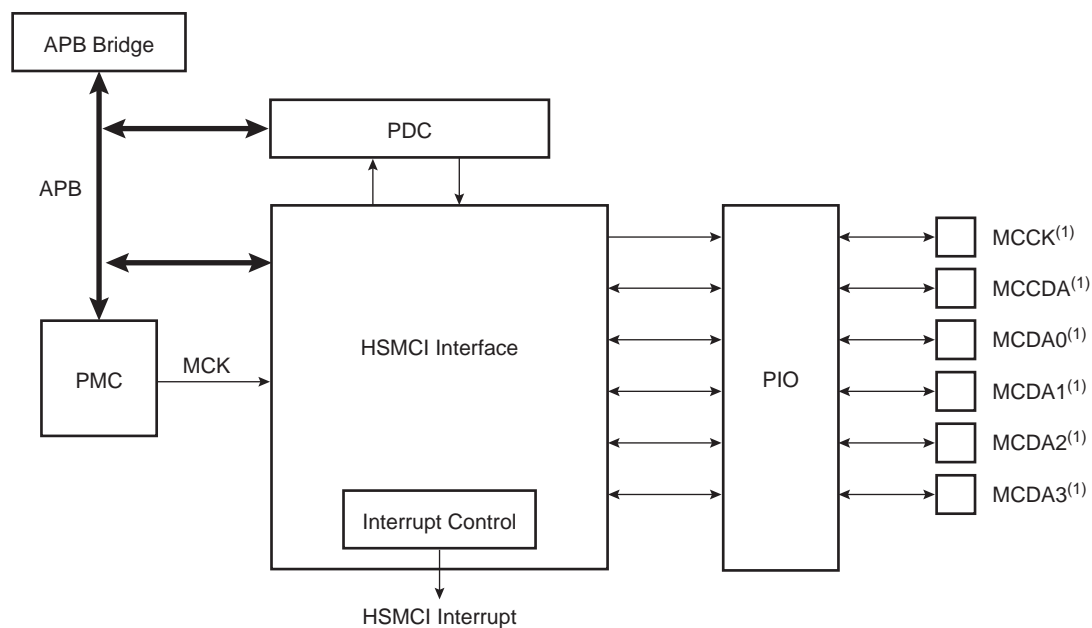 APB Bridge
PDC
APB
MCCK(1)
MCCDA(1)
HSMCI Interface
MCDA0(1)
MCK
PMC
PIO
MCDA1(1)
MCDA2(1)
MCDA3(1)
Interrupt Control
HSMCI Interrupt